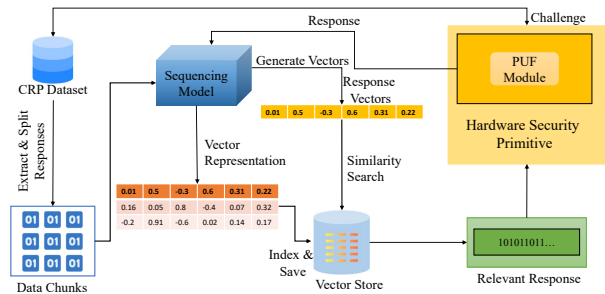 Response
Challenge
CRP Dataset
Sequencing
Model
Generate Vectors
Response
Vectors
PUF
Module
Hardware Security
Primitive
0.01 0.5 -0.3 0.6 0.31 0.22
Extract & Split
Responses
Vector
Representation
Similarity
Search
0.01 0.5 -0.3 0.6 0.31 0.22
0.16 0.05 0.8 -0.4 0.07 0.32
-0.2 0.91 -0.6 0.02 0.14 0.17
01 01 01
01 01 01
01 01 01
Data Chunks
Index &
Save
Vector Store
101011011…
Relevant Response